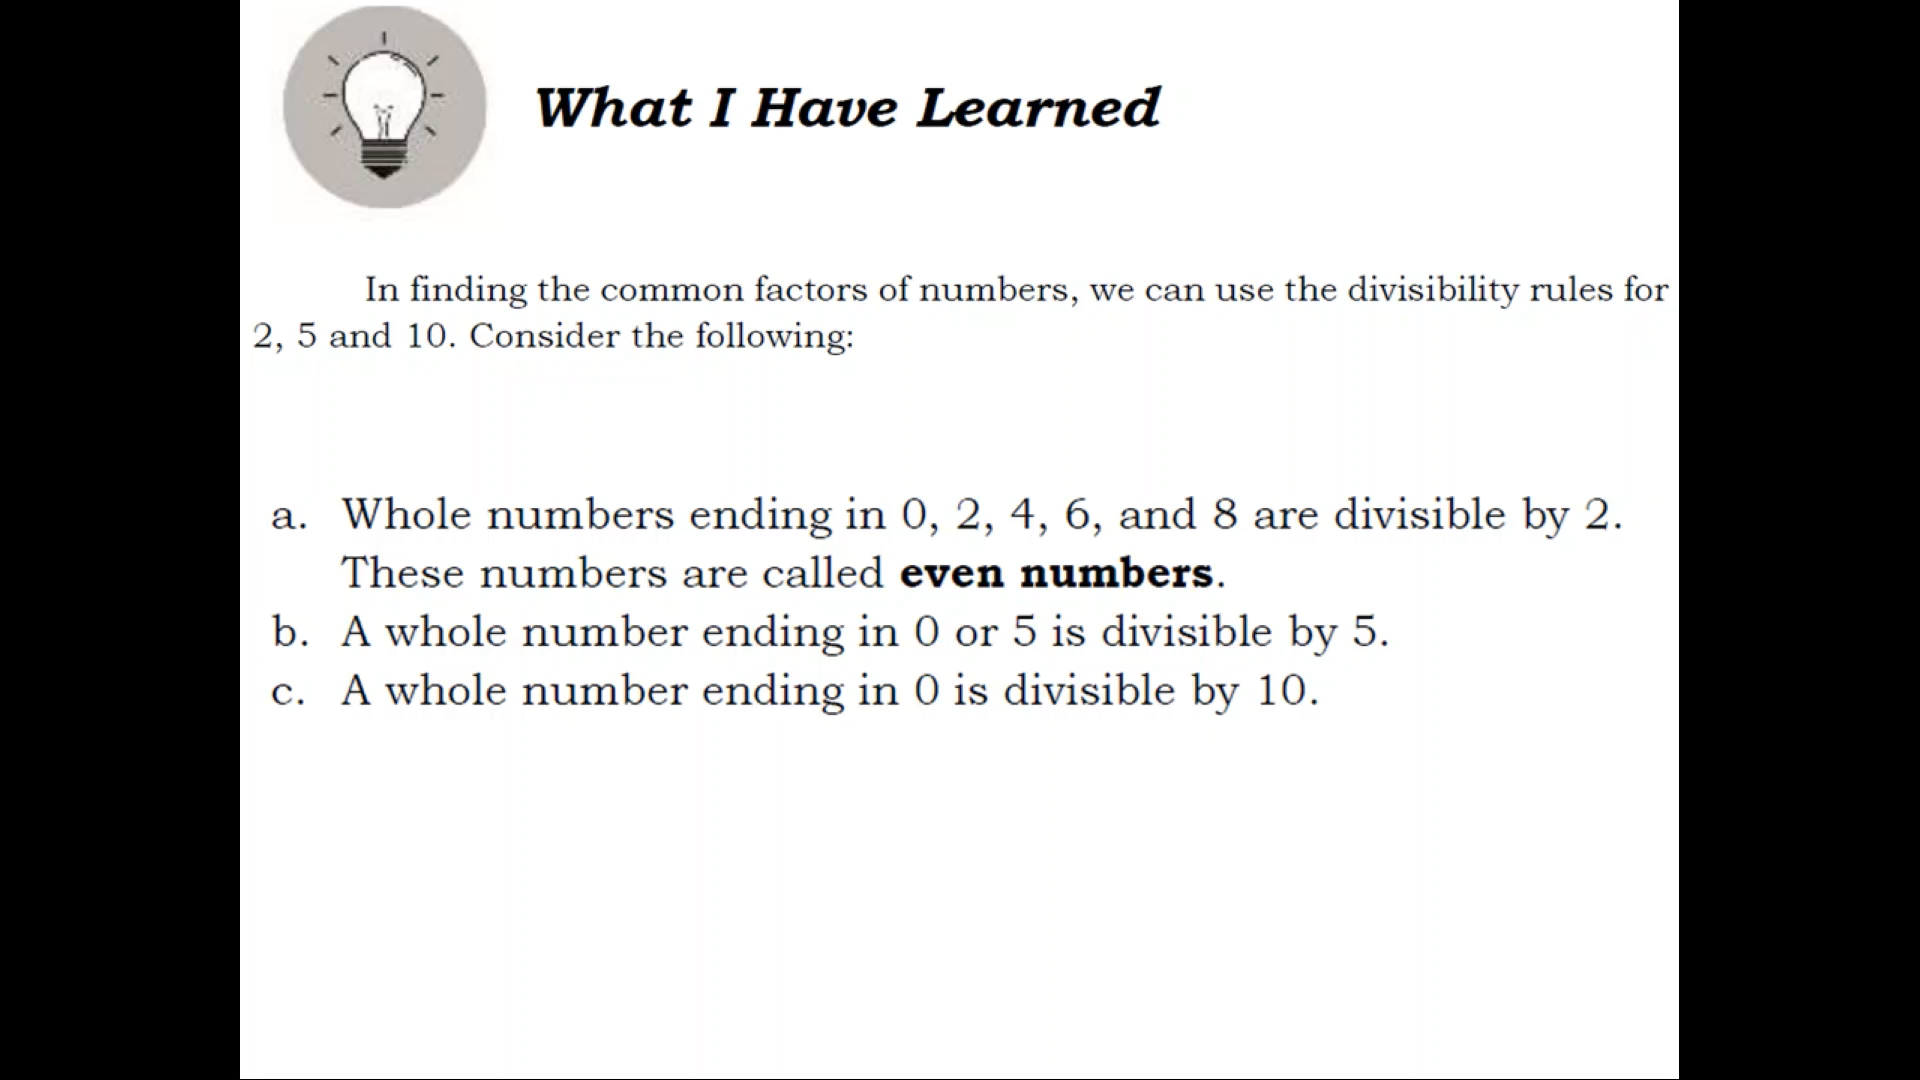 What I Have Learned
In finding the common factors of numbers, we can use the divisibility rules for
2, 5 and 10. Consider the following:
a. Whole numbers ending in 0, 2, 4, 6, and 8 are divisible by 2.
These numbers are called even numbers.
b. A whole number ending in 0 or 5 is divisible by 5.
c. A whole number ending in 0 is divisible by 10.